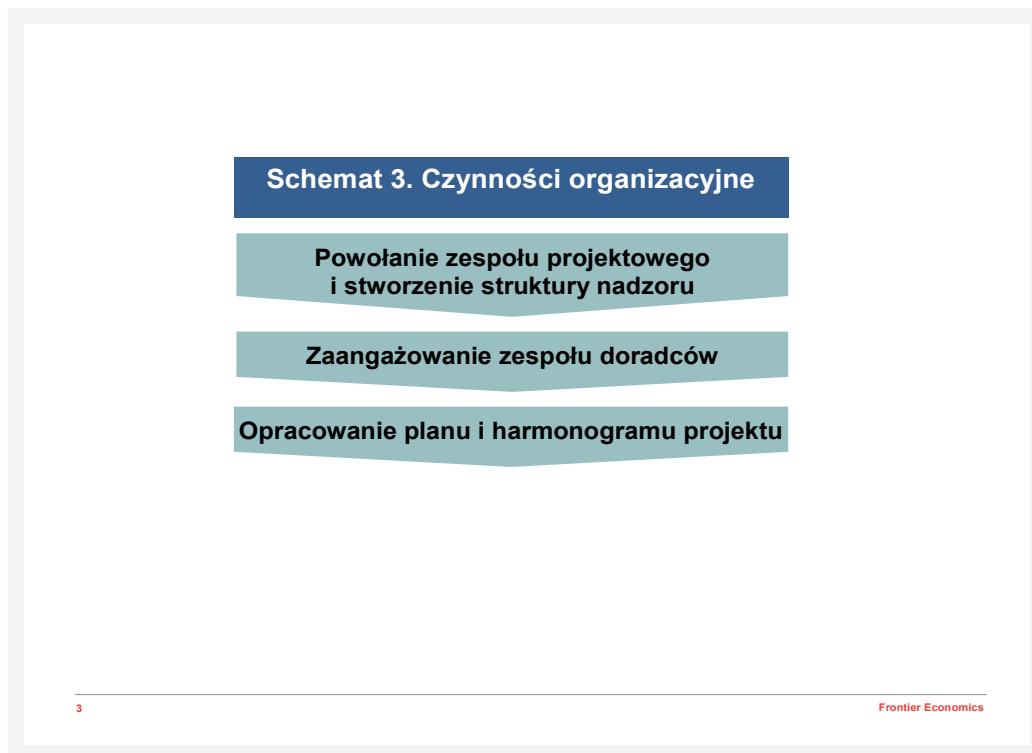 Schemat 3. Czynności organizacyjne
Powołanie zespołu projektowego
i stworzenie struktury nadzoru
Zaangażowanie zespołu doradców
Opracowanie planu i harmonogramu projektu
3
Frontier Economics